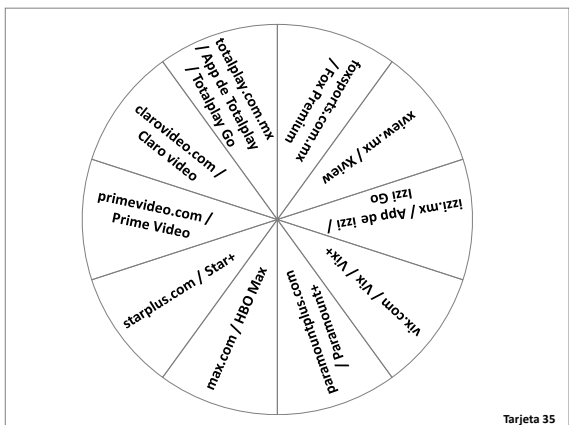 totalplay.com.mx
/ App de Totalplay
/ Totalplay Go
foxsports.com.mx
/ Fox Premium
xview.mx / Xview
izzi.mx / App de izzi /
Izzi Go
vix.com / Vix / Vix+
paramountplus.com
/ Paramount+
max.com / HBO Max
starplus.com / Star+
primevideo.com /
Prime Video
clarovideo.com /
Claro video
Tarjeta 35